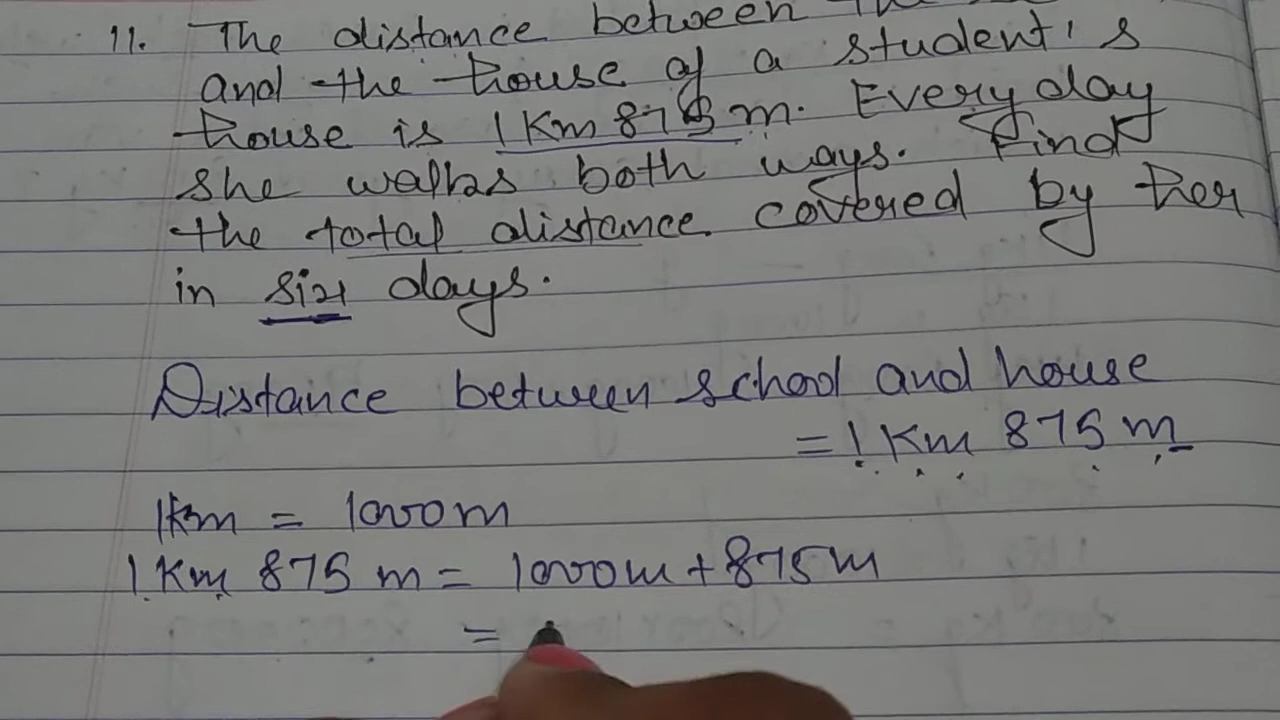 11. The distance between
and the house of a student's
house is 1 Km 875 m. Every day
she walks both ways. Find
the total distance covered by her
in six days.
Distance between school and house
= 1 Km 875 m
1km = 1000m
1 Km 875 m = 1000m + 875m
=